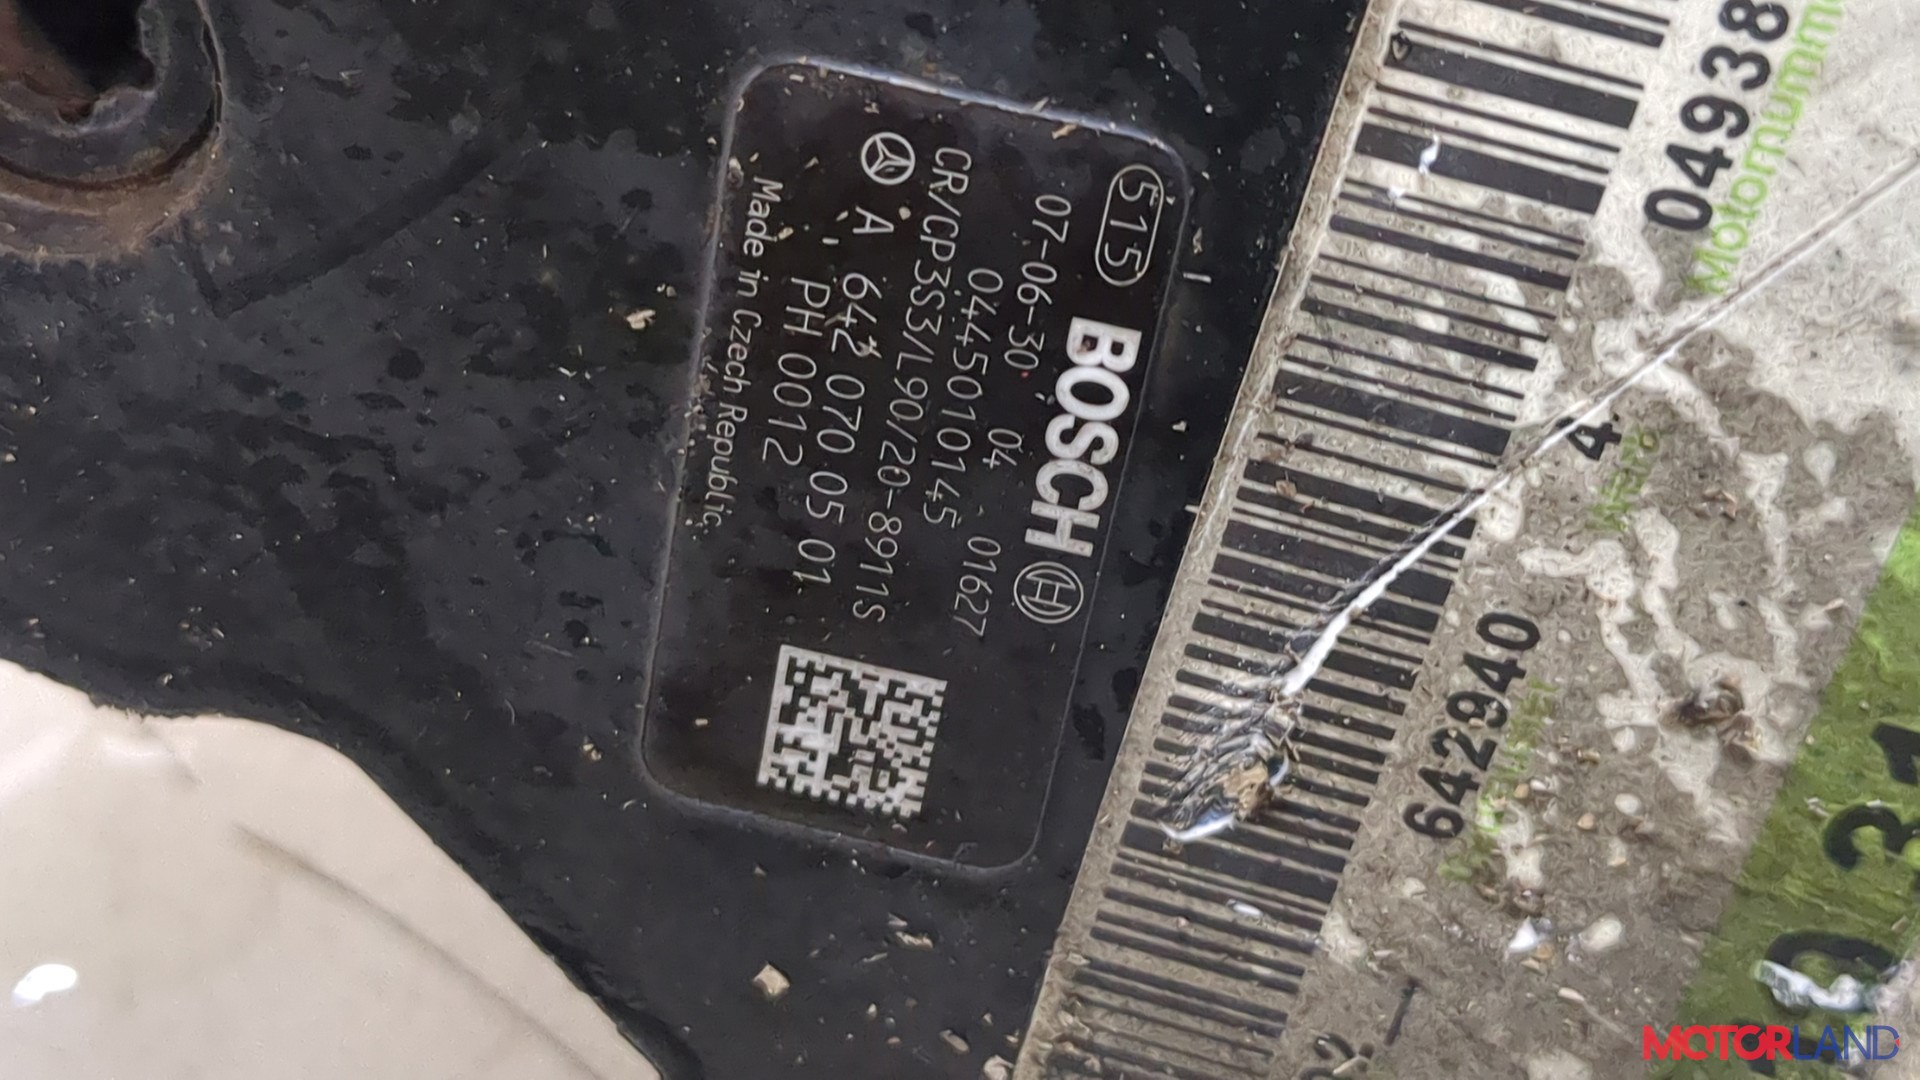 515 BOSCH
07-06-30 04 01627
0445010145
CR/CP3S3/L90/20-8911S
A 642 070 05 01
PH 0012
Made in Czech Republic
04938
Motornumm
4
642940
MOTORLAND